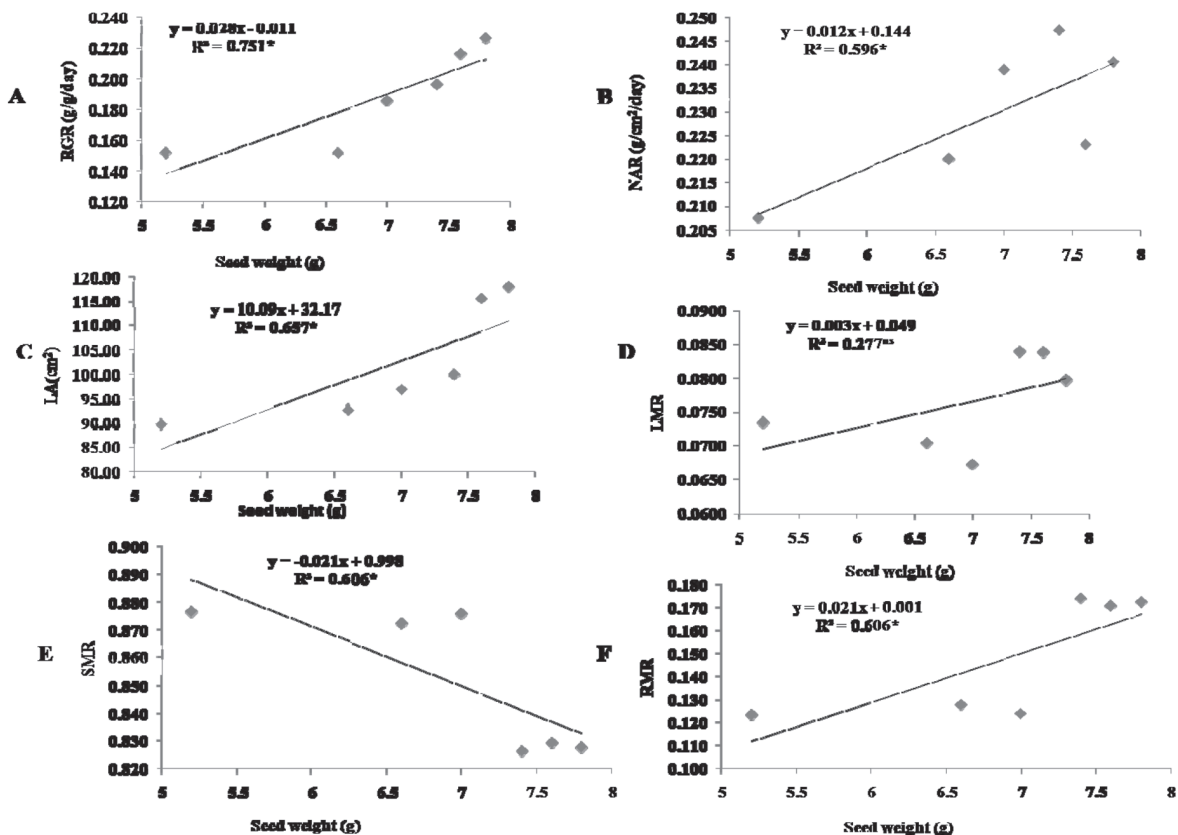 A
RGR (g/g/day)
0.240
0.220
0.200
0.180
0.160
0.140
0.120
y = 0.028x - 0.011
R² = 0.751*
5 5.5 6 6.5 7 7.5 8
Seed weight (g)
B
NAR (g/cm²/day)
0.250
0.245
0.240
0.235
0.230
0.225
0.220
0.215
0.210
0.205
y = 0.012x + 0.144
R² = 0.596*
5 5.5 6 6.5 7 7.5 8
Seed weight (g)
C
LA(cm²)
120.00
115.00
110.00
105.00
100.00
95.00
90.00
85.00
80.00
y = 10.09x + 32.17
R² = 0.657*
5 5.5 6 6.5 7 7.5 8
Seed weight (g)
D
LMR
0.0900
0.0850
0.0800
0.0750
0.0700
0.0650
0.0600
y = 0.003x + 0.049
R² = 0.277ⁿˢ
5 5.5 6 6.5 7 7.5 8
Seed weight (g)
E
SMR
0.900
0.890
0.880
0.870
0.860
0.850
0.840
0.830
0.820
y = -0.021x + 0.998
R² = 0.606*
5 5.5 6 6.5 7 7.5 8
Seed weight (g)
F
RMR
0.180
0.170
0.160
0.150
0.140
0.130
0.120
0.110
0.100
y = 0.021x + 0.001
R² = 0.606*
5 5.5 6 6.5 7 7.5 8
Seed weight (g)